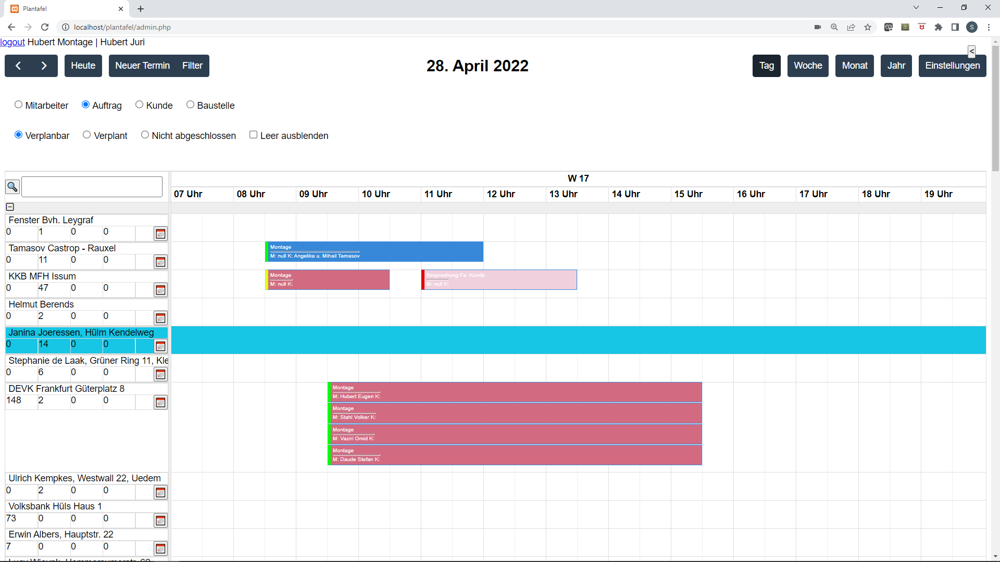 Plantafel
localhost/plantafel/admin.php
S
logout Hubert Montage | Hubert Juri
<
Heute Neuer Termin Filter 28. April 2022 Tag Woche Monat Jahr Einstellungen
Mitarbeiter Auftrag Kunde Baustelle
Verplanbar Verplant Nicht abgeschlossen Leer ausblenden
W 17
07 Uhr 08 Uhr 09 Uhr 10 Uhr 11 Uhr 12 Uhr 13 Uhr 14 Uhr 15 Uhr 16 Uhr 17 Uhr 18 Uhr 19 Uhr
Fenster Bvh. Leygraf
0 1 0 0
Tamasov Castrop - Rauxel
0 11 0 0
Montage
M: null K: Angelika u. Mihail Tamasov
KKB MFH Issum
0 47 0 0
Montage
M: null K:
Besprechung Fa. Kunde
M: null K:
Helmut Berends
0 2 0 0
Janina Joeressen, Hülm Kendelweg
0 14 0 0
Stephanie de Laak, Grüner Ring 11, Kle
0 6 0 0
DEVK Frankfurt Güterplatz 8
148 2 0 0
Montage
M: Hubert Eugen K:
Montage
M: Stahl Volker K:
Montage
M: Vaziri Omid K:
Montage
M: Daude Stefan K:
Ulrich Kempkes, Westwall 22, Uedem
0 2 0 0
Volksbank Hüls Haus 1
73 0 0 0
Erwin Albers, Hauptstr. 22
7 0 0 0